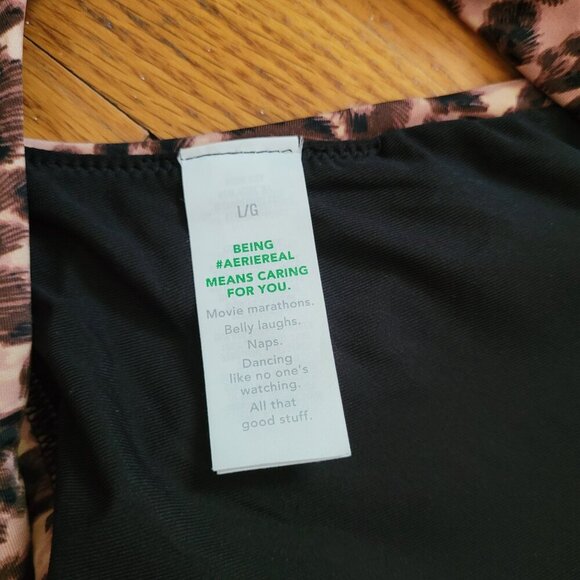 L/G
BEING
#AERIEREAL
MEANS CARING
FOR YOU.
Movie marathons.
Belly laughs.
Naps.
Dancing
like no one's
watching.
All that
good stuff.